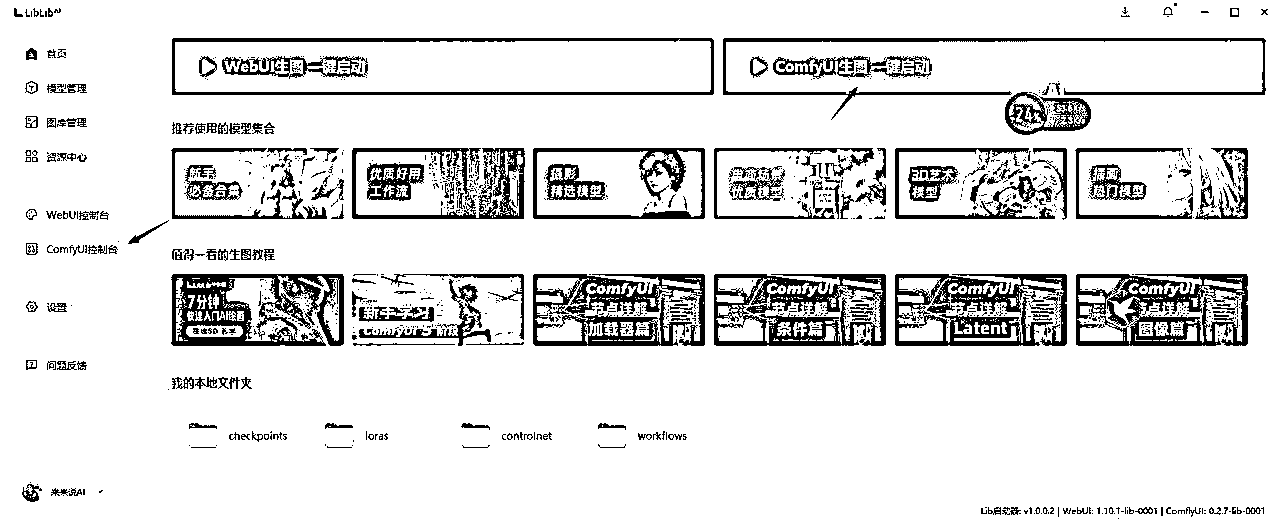 LibLib AI
首页
模型管理
图库管理
资源中心
WebUI控制台
ComfyUI控制台
设置
问题反馈
来来说AI
WebUI生图 一键启动
ComfyUI生图 一键启动
推荐使用的模型集合
新手
必备合集
优质好用
工作流
摄影
精选模型
电商场景
优质模型
3D艺术
模型
插画
热门模型
值得一看的生图教程
7分钟
快速入门AI绘画
新手学习
ComfyUI 5 阶段
ComfyUI
节点详解
加载器篇
ComfyUI
节点详解
条件篇
ComfyUI
节点详解
Latent
ComfyUI
节点详解
图像篇
我的本地文件夹
checkpoints
loras
controlnet
workflows
Lib启动器: v1.0.0.2 | WebUI: 1.10.1-lib-0001 | ComfyUI: 0.2.7-lib-0001